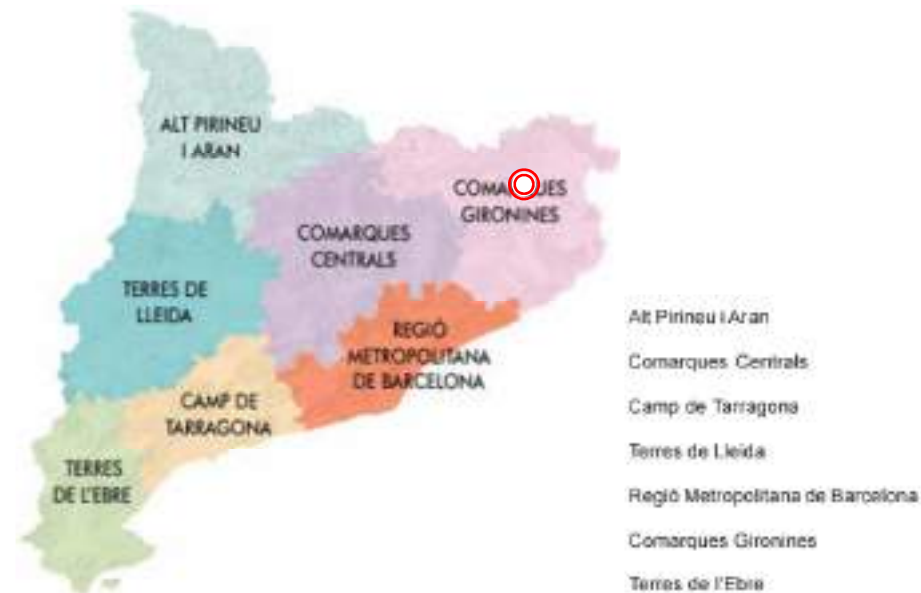 ALT PIRINEU
I ARAN
COMARQUES
GIRONINES
COMARQUES
CENTRALS
TERRES DE
LLEIDA
REGIÓ
METROPOLITANA
DE BARCELONA
CAMP DE
TARRAGONA
TERRES
DE L'EBRE
Alt Pirineu i Aran
Comarques Centrals
Camp de Tarragona
Terres de Lleida
Regió Metropolitana de Barcelona
Comarques Gironines
Terres de l'Ebre